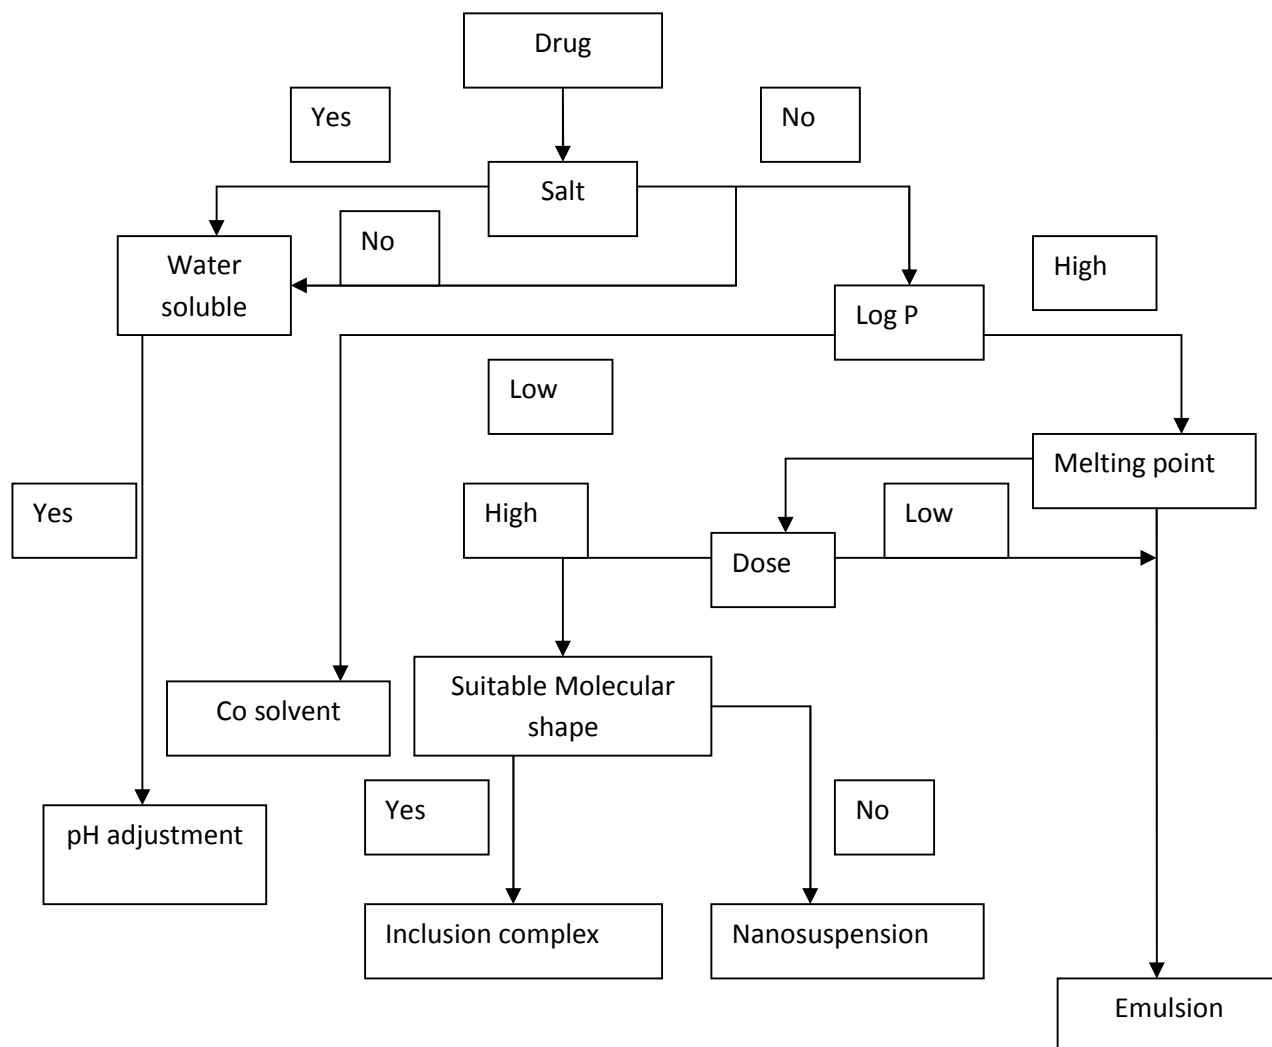 Drug
Yes
No
Salt
No
Water
soluble
High
Log P
Low
Melting point
Yes
High
Low
Dose
Suitable Molecular
shape
Co solvent
Yes
No
pH adjustment
Inclusion complex
Nanosuspension
Emulsion